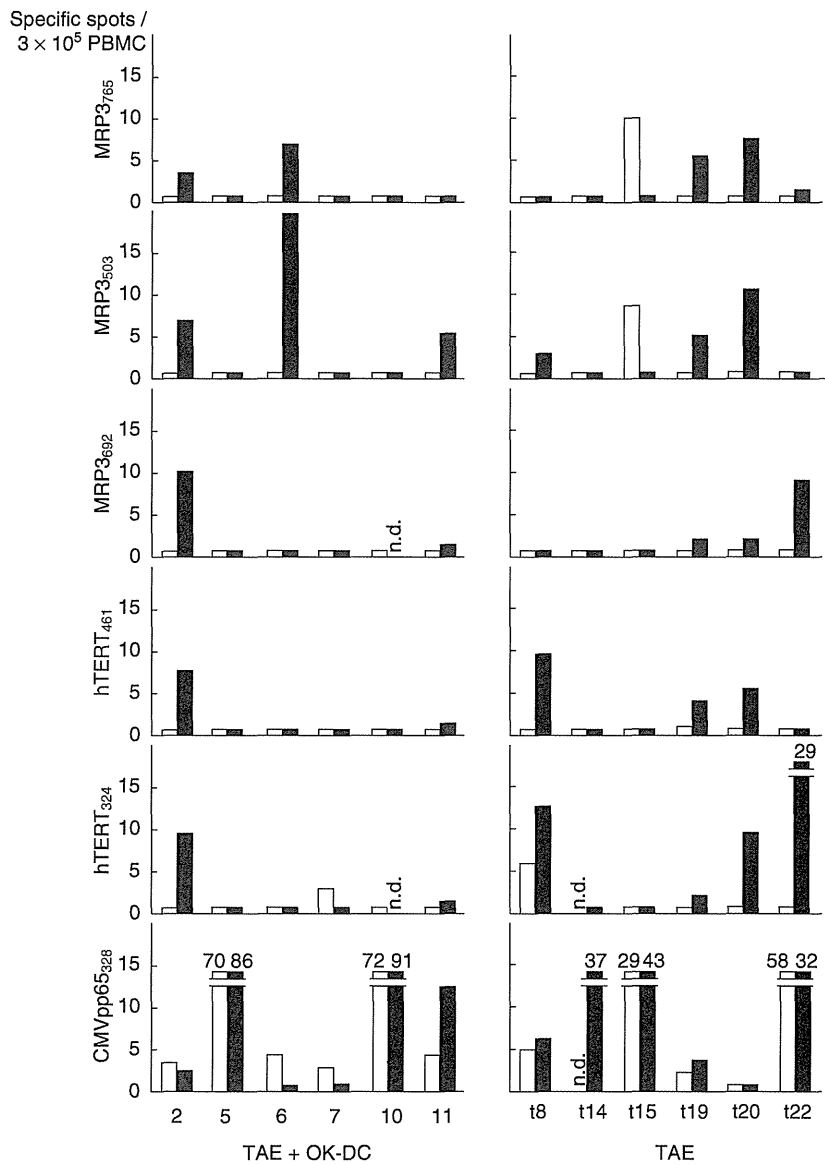 Specific spots /
3 × 10⁵ PBMC
MRP3₇₆₅
15
10
5
0
MRP3₅₀₃
15
10
5
0
MRP3₆₉₂
15
10
5
0
n.d.
hTERT₄₆₁
15
10
5
0
hTERT₃₂₄
15
10
5
0
n.d.
n.d.
29
CMVpp65₃₂₈
15
10
5
0
70 86
72 91
n.d.
37
29 43
58 32
2 5 6 7 10 11
t8 t14 t15 t19 t20 t22
TAE + OK-DC
TAE